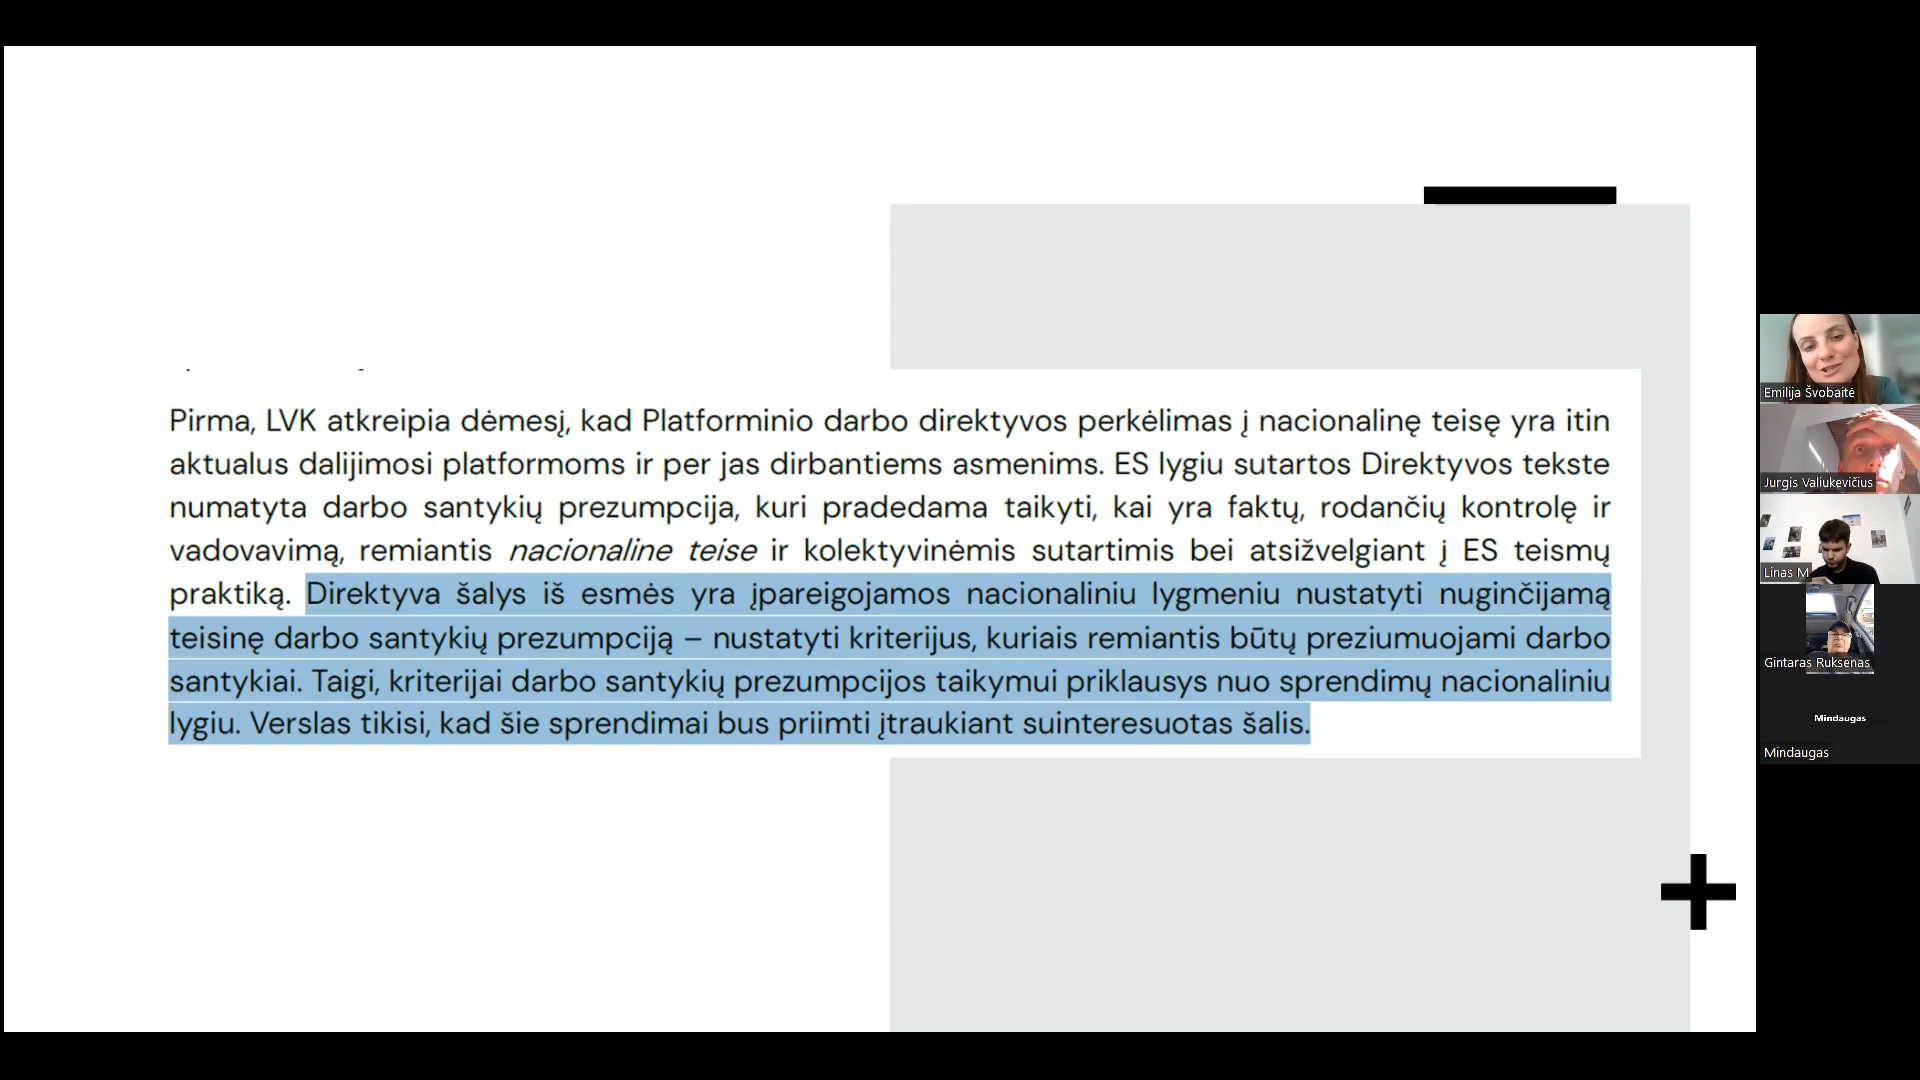 Pirma, LVK atkreipia dėmesį, kad Platforminio darbo direktyvos perkėlimas į nacionalinę teisę yra itin
aktualus dalijimosi platformoms ir per jas dirbantiems asmenims. ES lygiu sutartos Direktyvos tekste
numatyta darbo santykių prezumpcija, kuri pradedama taikyti, kai yra faktų, rodančių kontrolę ir
vadovavimą, remiantis nacionaline teise ir kolektyvinėmis sutartimis bei atsižvelgiant į ES teismų
praktiką. Direktyva šalys iš esmės yra įpareigojamos nacionaliniu lygmeniu nustatyti nuginčijamą
teisinę darbo santykių prezumpciją – nustatyti kriterijus, kuriais remiantis būtų preziumuojami darbo
santykiai. Taigi, kriterijai darbo santykių prezumpcijos taikymui priklausys nuo sprendimų nacionaliniu
lygiu. Verslas tikisi, kad šie sprendimai bus priimti įtraukiant suinteresuotas šalis.
Emilija Švobaitė
Jurgis Valiukevičius
Linas M
Gintaras Ruksenas
Mindaugas
Mindaugas